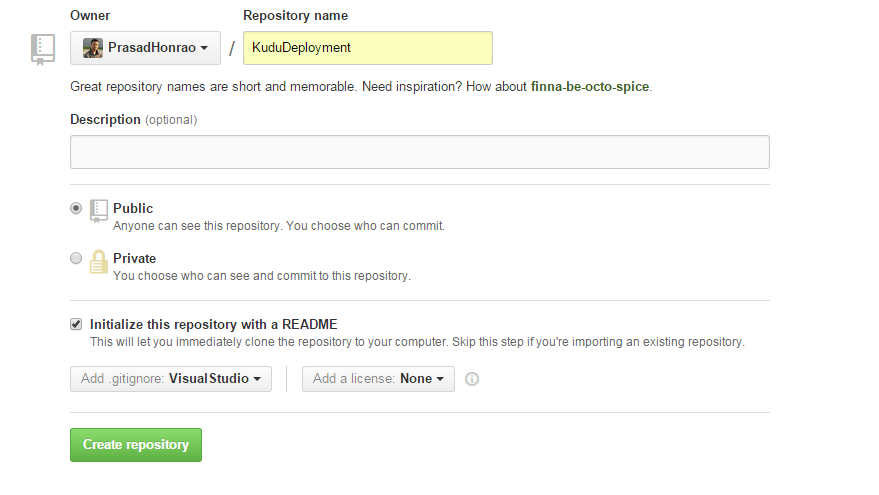 Owner Repository name
PrasadHonrao / KuduDeployment
Great repository names are short and memorable. Need inspiration? How about finna-be-octo-spice.
Description (optional)
Public
Anyone can see this repository. You choose who can commit.
Private
You choose who can see and commit to this repository.
Initialize this repository with a README
This will let you immediately clone the repository to your computer. Skip this step if you're importing an existing repository.
Add .gitignore: VisualStudio Add a license: None
Create repository